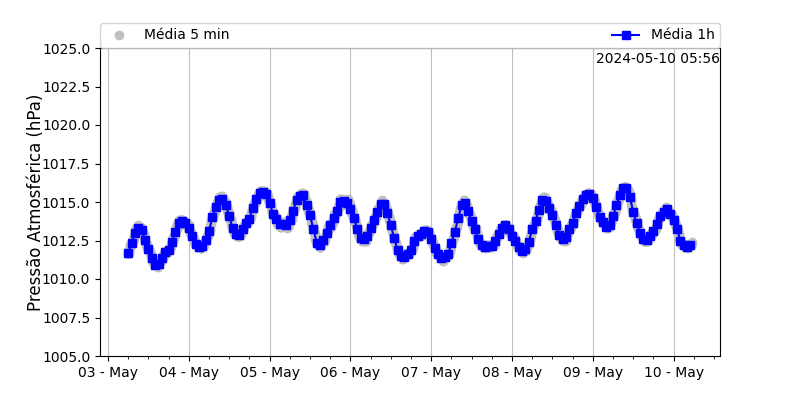 Média 5 min
Média 1h
2024-05-10 05:56
Pressão Atmosférica (hPa)
1025.0
1022.5
1020.0
1017.5
1015.0
1012.5
1010.0
1007.5
1005.0
03 - May
04 - May
05 - May
06 - May
07 - May
08 - May
09 - May
10 - May